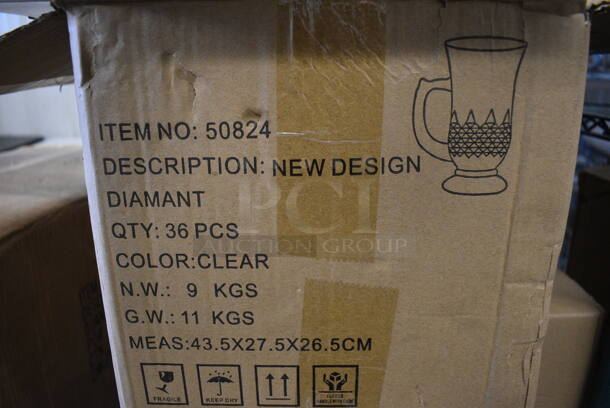 ITEM NO: 50824
DESCRIPTION: NEW DESIGN
DIAMANT
QTY: 36 PCS
COLOR:CLEAR
N.W.: 9 KGS
G.W.: 11 KGS
MEAS:43.5X27.5X26.5CM
FRAGILE KEEP DRY
PCI
AUCTION GROUP